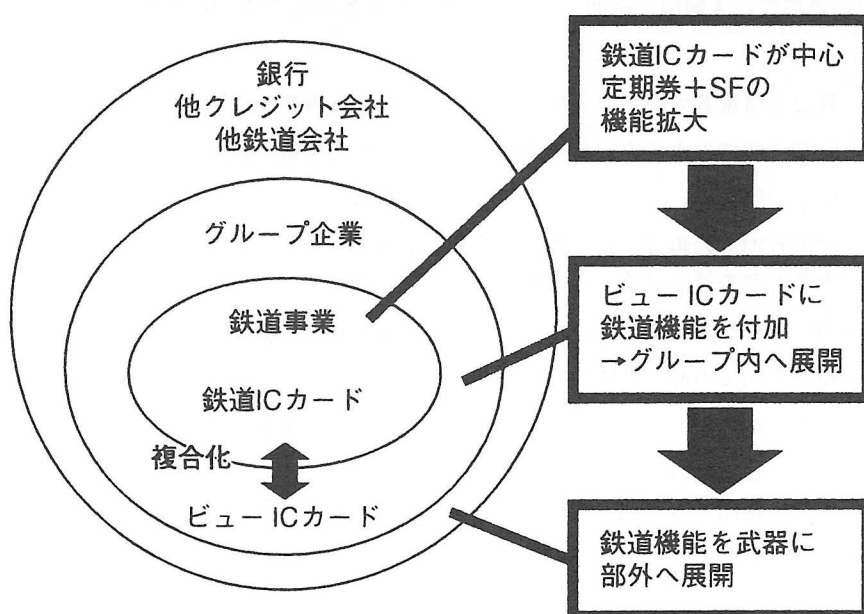 銀行
他クレジット会社
他鉄道会社
グループ企業
鉄道事業
鉄道ICカード
複合化
ビューICカード
鉄道ICカードが中心
定期券+SFの
機能拡大
ビューICカードに
鉄道機能を付加
→グループ内へ展開
鉄道機能を武器に
部外へ展開